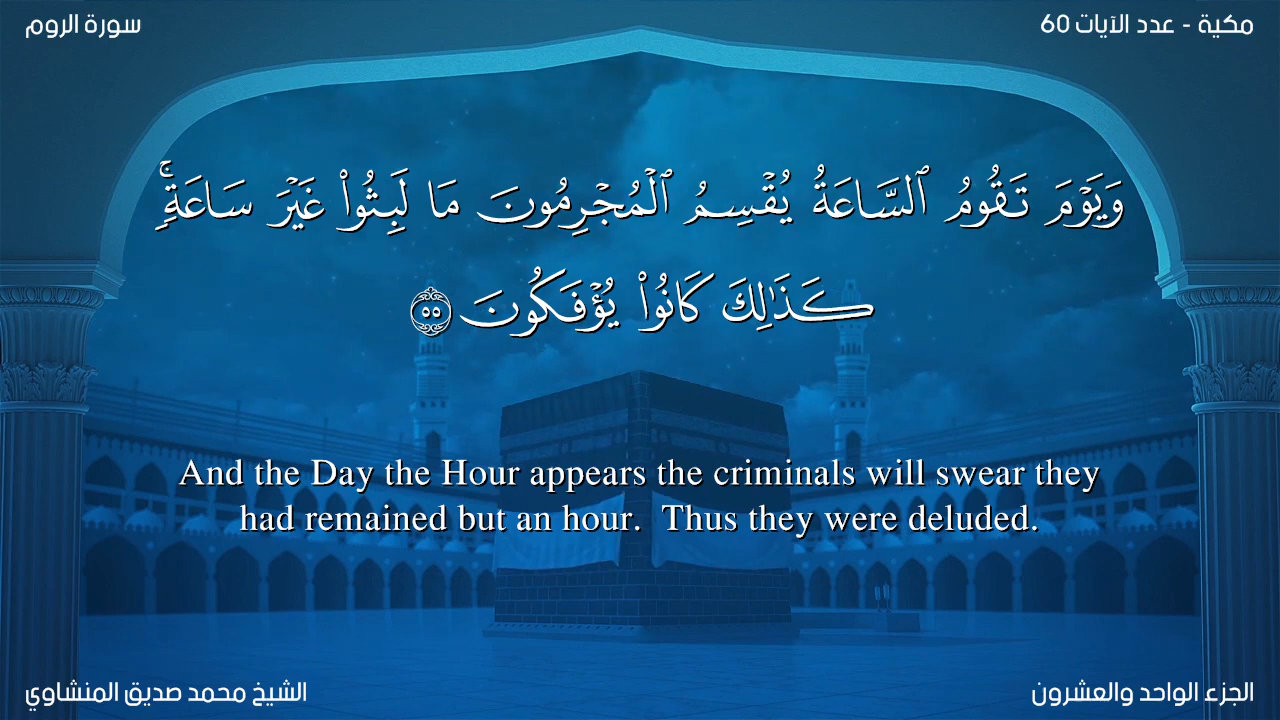 مكية - عدد الآيات 60
سورة الروم
وَيَوْمَ تَقُومُ ٱلسَّاعَةُ يُقْسِمُ ٱلْمُجْرِمُونَ مَا لَبِثُوا۟ غَيْرَ سَاعَةٍۢ ۚ
كَذَٰلِكَ كَانُوا۟ يُؤْفَكُونَ ٥٥
And the Day the Hour appears the criminals will swear they
had remained but an hour.  Thus they were deluded.
الجزء الواحد والعشرون
الشيخ محمد صديق المنشاوي